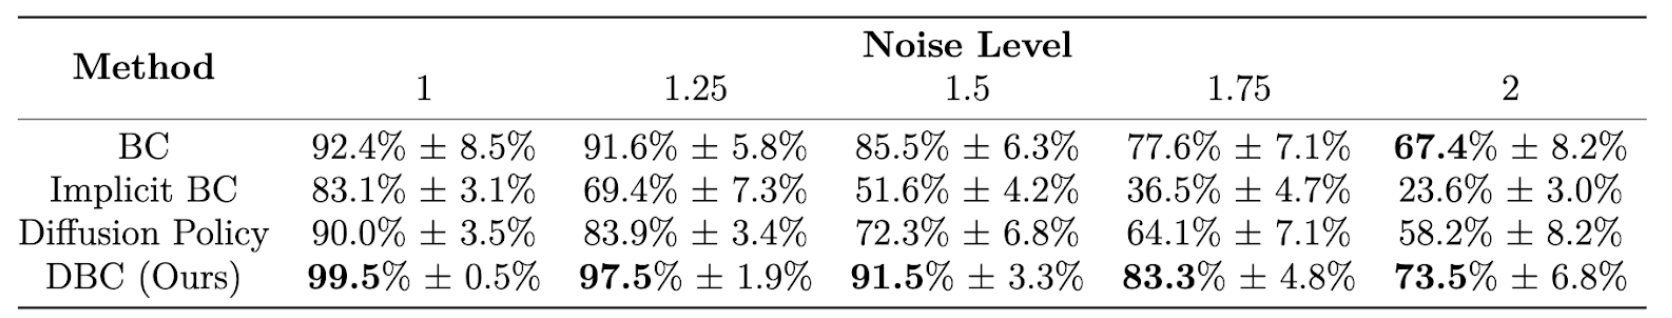 Method Noise Level
1 1.25 1.5 1.75 2
BC 92.4% ± 8.5% 91.6% ± 5.8% 85.5% ± 6.3% 77.6% ± 7.1% 67.4% ± 8.2%
Implicit BC 83.1% ± 3.1% 69.4% ± 7.3% 51.6% ± 4.2% 36.5% ± 4.7% 23.6% ± 3.0%
Diffusion Policy 90.0% ± 3.5% 83.9% ± 3.4% 72.3% ± 6.8% 64.1% ± 7.1% 58.2% ± 8.2%
DBC (Ours) 99.5% ± 0.5% 97.5% ± 1.9% 91.5% ± 3.3% 83.3% ± 4.8% 73.5% ± 6.8%